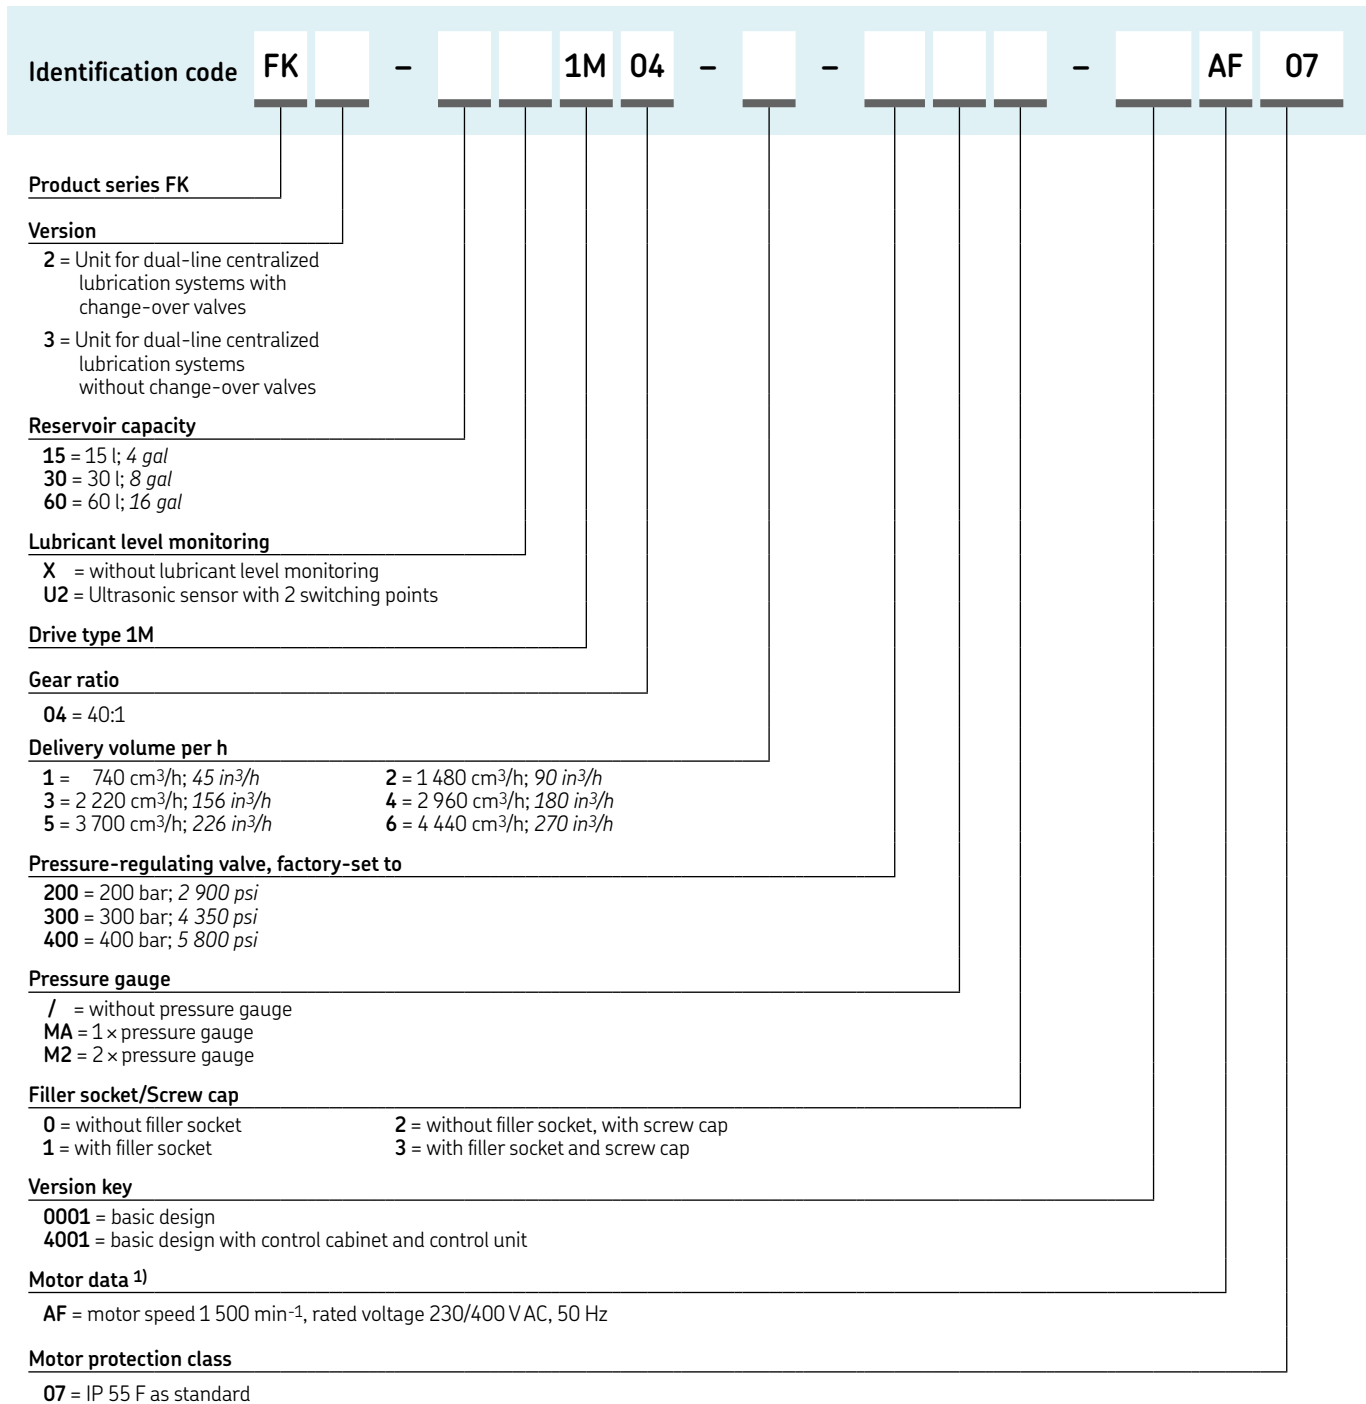 Identification code FK – 1M 04 – – – AF 07
Product series FK
Version
2 = Unit for dual-line centralized
lubrication systems with
change-over valves
3 = Unit for dual-line centralized
lubrication systems
without change-over valves
Reservoir capacity
15 = 15 l; 4 gal
30 = 30 l; 8 gal
60 = 60 l; 16 gal
Lubricant level monitoring
X = without lubricant level monitoring
U2 = Ultrasonic sensor with 2 switching points
Drive type 1M
Gear ratio
04 = 40:1
Delivery volume per h
1 = 740 cm³/h; 45 in³/h 2 = 1 480 cm³/h; 90 in³/h
3 = 2 220 cm³/h; 156 in³/h 4 = 2 960 cm³/h; 180 in³/h
5 = 3 700 cm³/h; 226 in³/h 6 = 4 440 cm³/h; 270 in³/h
Pressure-regulating valve, factory-set to
200 = 200 bar; 2 900 psi
300 = 300 bar; 4 350 psi
400 = 400 bar; 5 800 psi
Pressure gauge
/ = without pressure gauge
MA = 1 × pressure gauge
M2 = 2 × pressure gauge
Filler socket/Screw cap
0 = without filler socket 2 = without filler socket, with screw cap
1 = with filler socket 3 = with filler socket and screw cap
Version key
0001 = basic design
4001 = basic design with control cabinet and control unit
Motor data ¹⁾
AF = motor speed 1 500 min⁻¹, rated voltage 230/400 V AC, 50 Hz
Motor protection class
07 = IP 55 F as standard